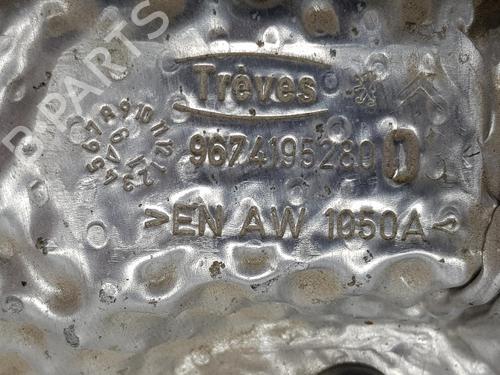 Trèves
9674195280 D
>EN AW 1050A<
B PARTS